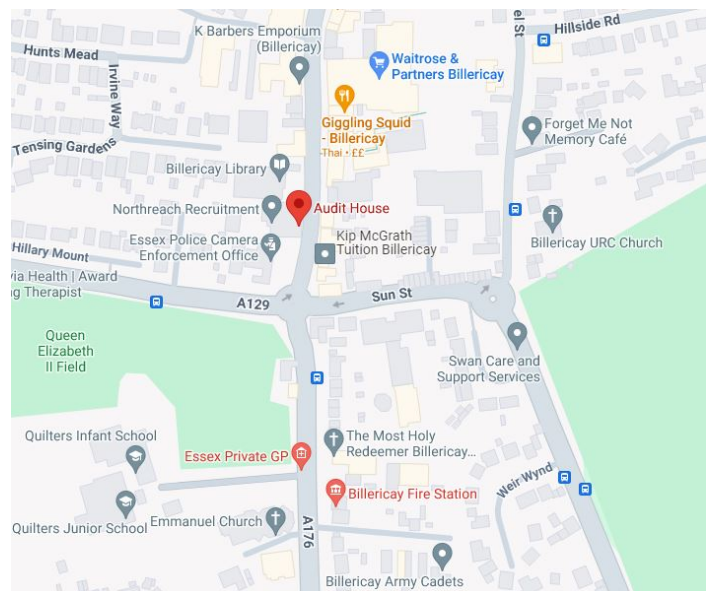 K Barbers Emporium
(Billericay)
Hillside Rd
Hunts Mead
Waitrose &
Partners Billericay
Irvine Way
Giggling Squid
- Billericay
Thai • ££
Forget Me Not
Memory Café
Tensing Gardens
Billericay Library
Northreach Recruitment
Audit House
Kip McGrath
Tuition Billericay
Essex Police Camera
Enforcement Office
Billericay URC Church
Hillary Mount
Health | Award
Therapist
A129
Sun St
Queen
Elizabeth
II Field
Swan Care and
Support Services
Quilters Infant School
Essex Private GP
The Most Holy
Redeemer Billericay...
Weir Wynd
Billericay Fire Station
Quilters Junior School
Emmanuel Church
A176
Billericay Army Cadets